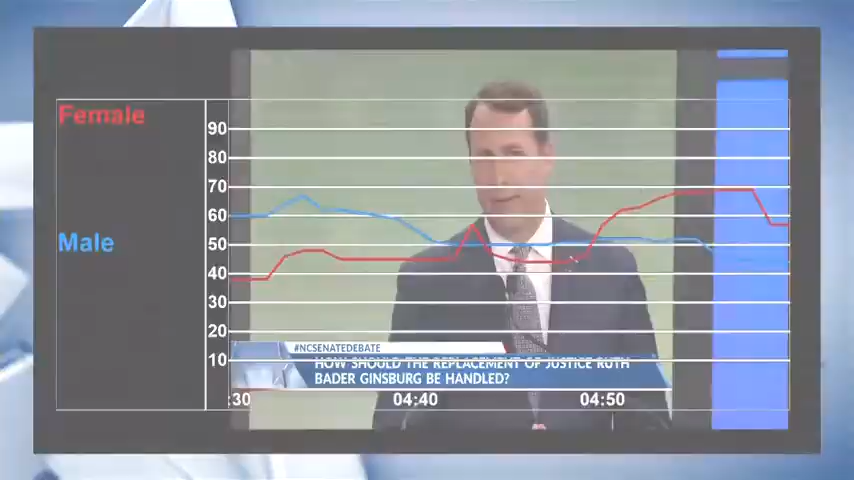 Female
Male
90
80
70
60
50
40
30
20
10
:30
04:40
04:50
#NCSENATEDEBATE
HOW SHOULD THE REPLACEMENT OF JUSTICE RUTH
BADER GINSBURG BE HANDLED?